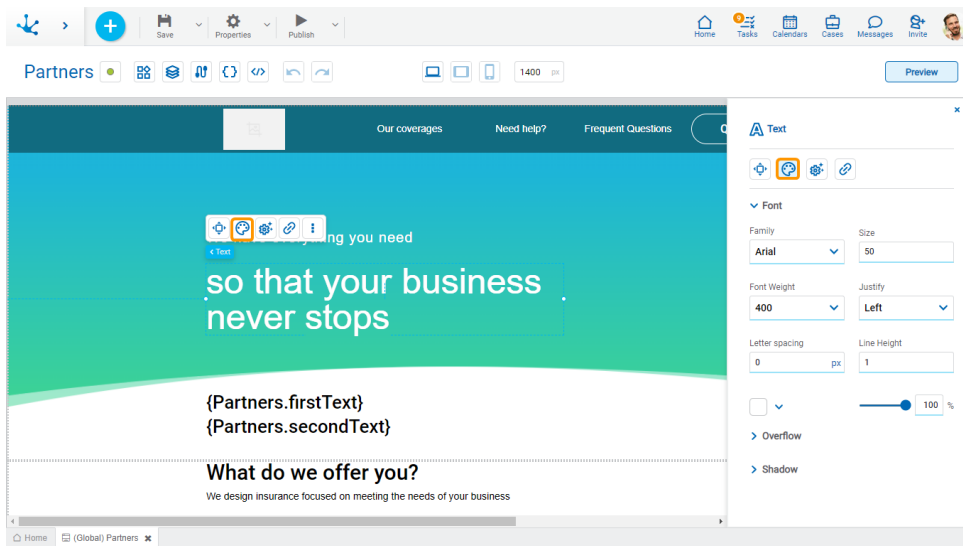 Save
Properties
Publish
Home
9
Tasks
Calendars
Cases
Messages
Invite
Partners
1400 px
Preview
Our coverages
Need help?
Frequent Questions
Text
you need
so that your business
never stops
{Partners.firstText}
{Partners.secondText}
What do we offer you?
We design insurance focused on meeting the needs of your business
Text
Font
Family
Size
Arial
50
Font Weight
Justify
400
Left
Letter spacing
Line Height
0 px
1
100 %
Overflow
Shadow
Home
(Global) Partners